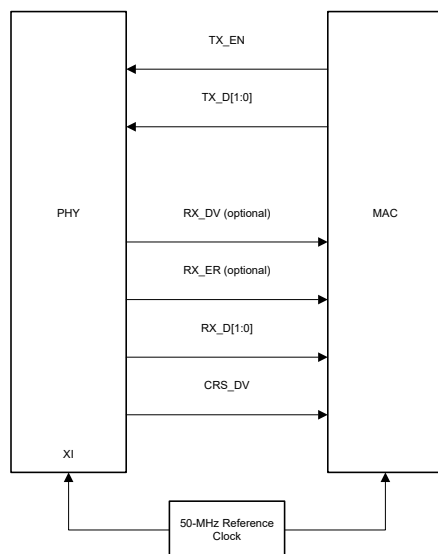 TX_EN
TX_D[1:0]
PHY
RX_DV (optional)
MAC
RX_ER (optional)
RX_D[1:0]
CRS_DV
XI
50-MHz Reference
Clock